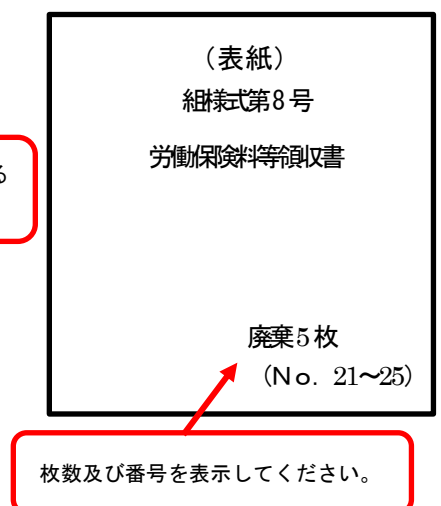 （表紙）
組様式第8号
労働保険料等領収書
る
廃棄5枚
（No. 21～25）
枚数及び番号を表示してください。